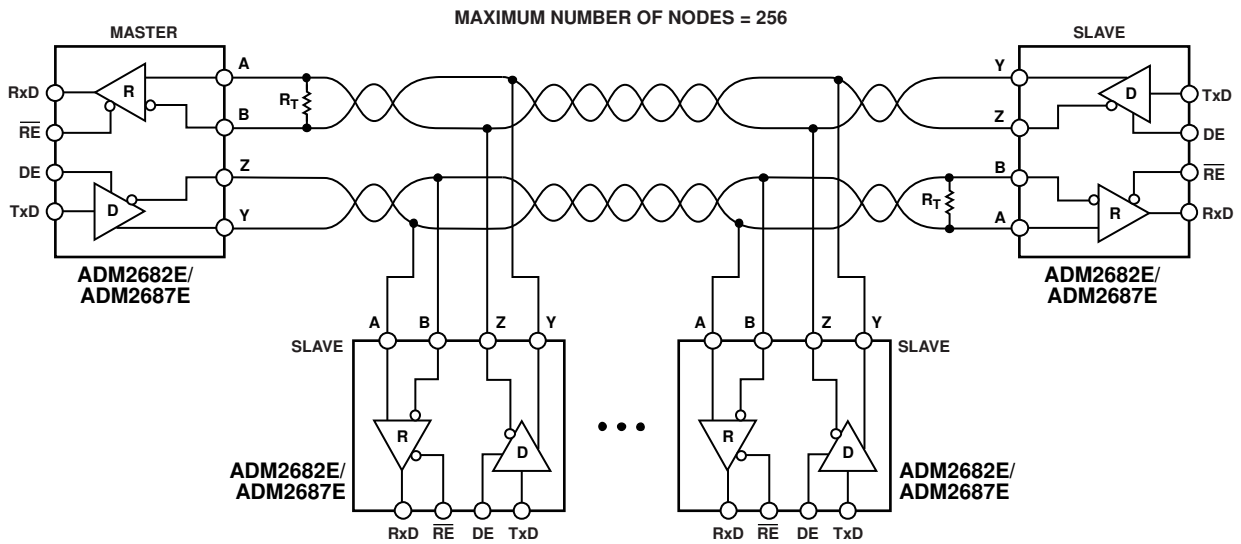 MAXIMUM NUMBER OF NODES = 256
MASTER
SLAVE
A
Y
RxD
R
RT
D
TxD
B
Z
RE
DE
DE
Z
B
RE
TxD
D
RT
R
RxD
Y
A
ADM2682E/
ADM2687E
ADM2682E/
ADM2687E
A
B
Z
Y
A
B
Z
Y
SLAVE
SLAVE
R
D
R
D
ADM2682E/
ADM2687E
ADM2682E/
ADM2687E
RxD
RE
DE
TxD
RxD
RE
DE
TxD